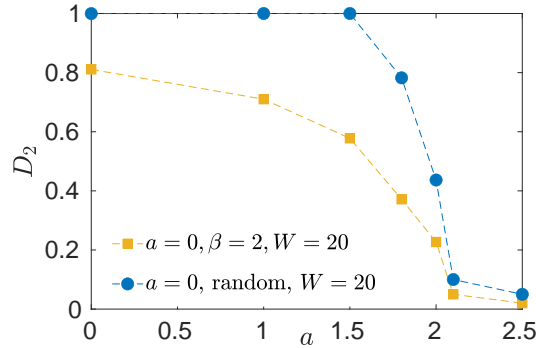 1
0.8
0.6
0.4
0.2
0
D₂
a = 0, β = 2, W = 20
a = 0, random, W = 20
0 0.5 1 1.5 2 2.5
a